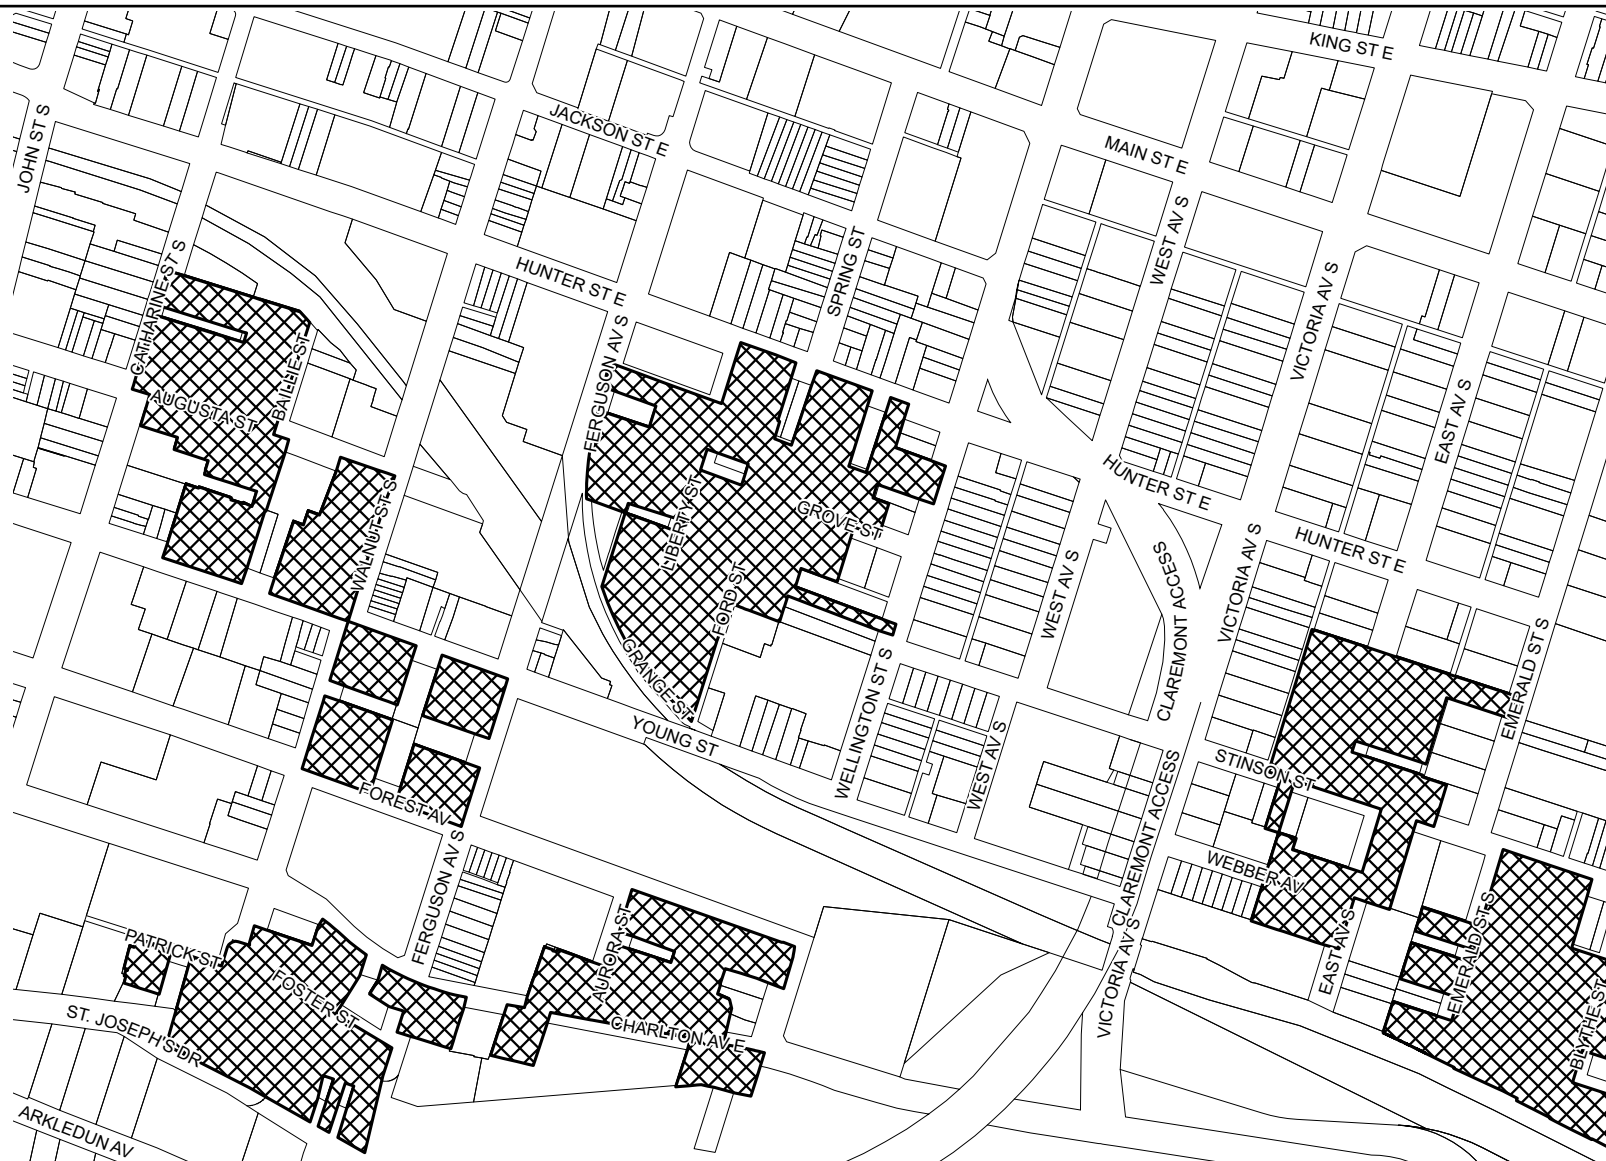 KING ST E
JOHN ST S
JACKSON ST E
MAIN ST E
WEST AV S
CATHARINE ST S
SPRING ST
HUNTER ST E
VICTORIA AV S
FERGUSON AV S
BAILLIE ST
AUGUSTA ST
EAST AV S
HUNTER ST E
LIBERTY ST
WALNUT ST S
GROVE ST
HUNTER ST E
FORD ST
WEST AV S
CLAREMONT ACCESS
VICTORIA AV S
GRANGE ST
WELLINGTON ST S
EMERALD ST S
YOUNG ST
WEST AV S
STINSON ST
FOREST AV
CLAREMONT ACCESS
WEBBER AV
FERGUSON AV S
PATRICK ST
AURORA ST
EAST AV S
EMERALD ST S
FOSTER ST
VICTORIA AV S
ST. JOSEPH'S DR
CHARLTON AV E
BLYTHE ST
ARKLEDUN AV